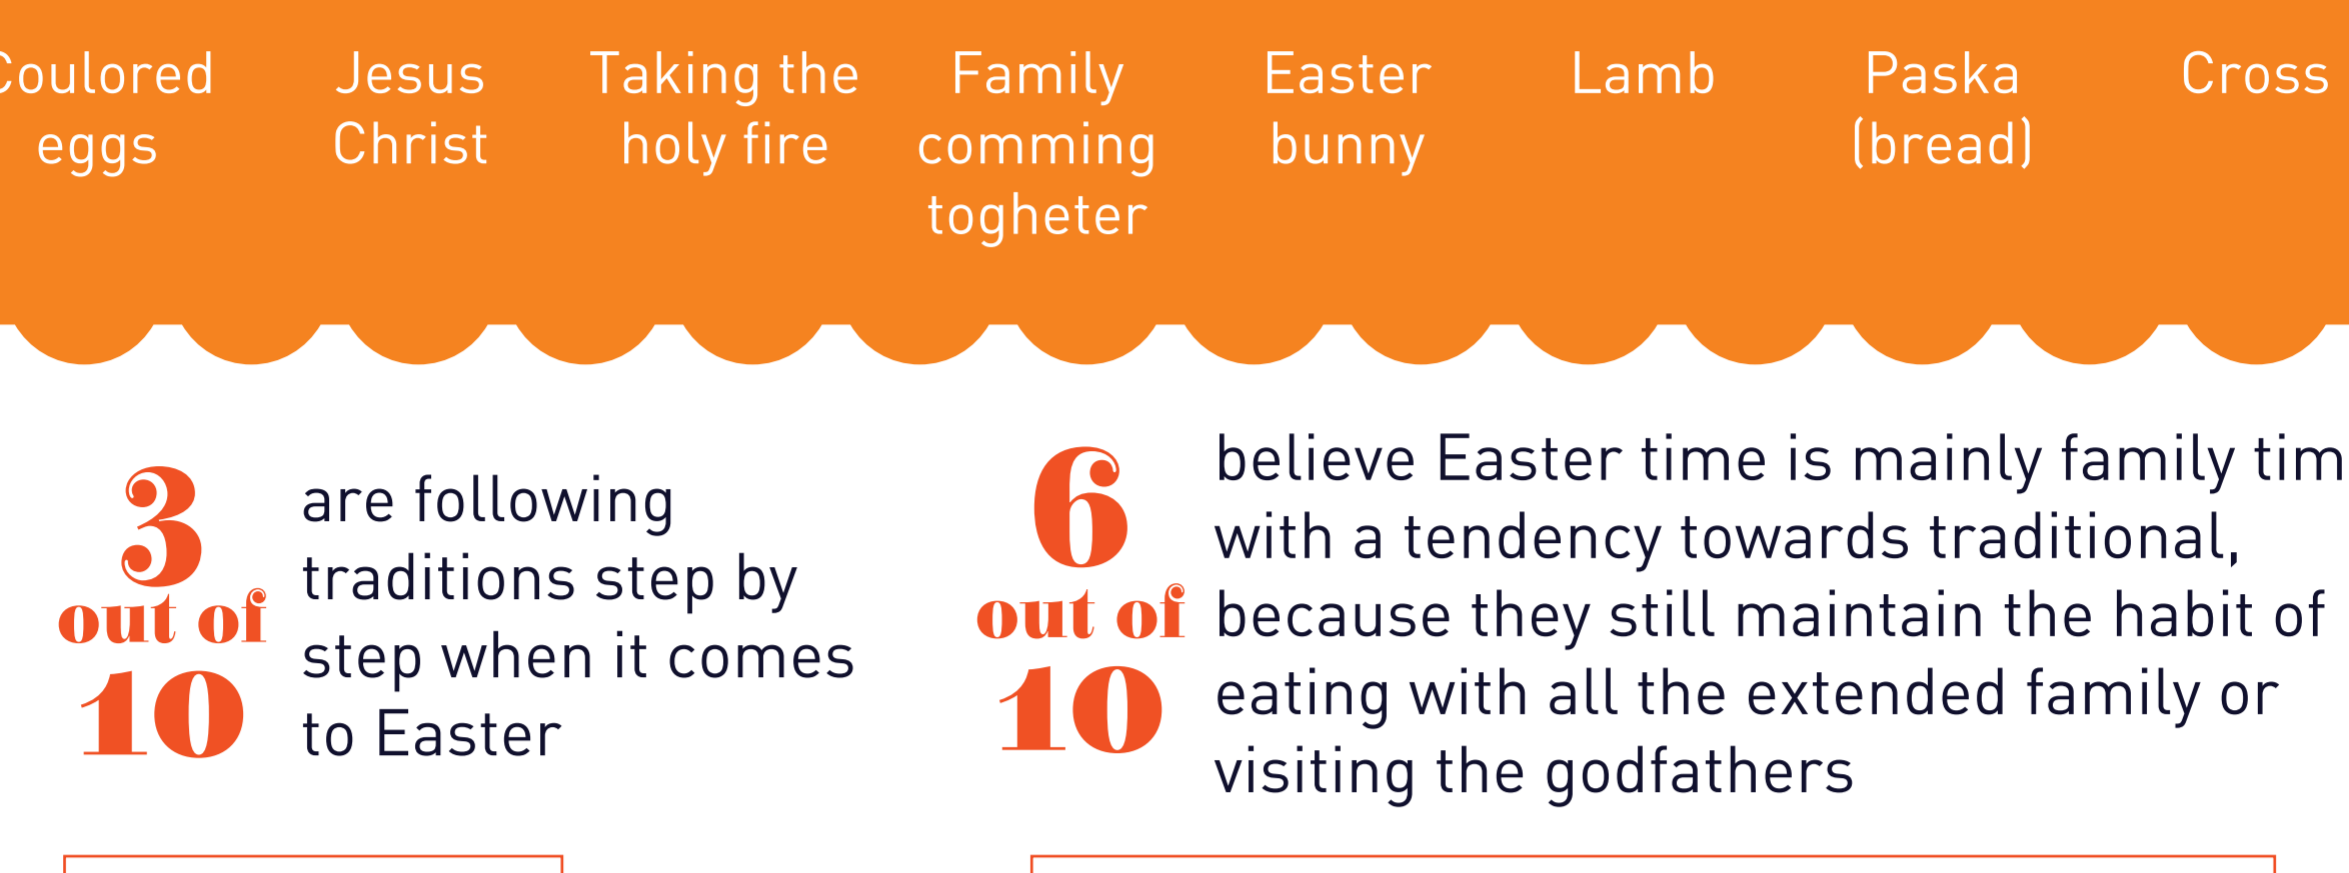 Coulored
eggs
Jesus
Christ
Taking the
holy fire
Family
comming
togheter
Easter
bunny
Lamb
Paska
(bread)
Cross
3
out of
10
are following
traditions step by
step when it comes
to Easter
6
out of
10
believe Easter time is mainly family tim
with a tendency towards traditional,
because they still maintain the habit of
eating with all the extended family or
visiting the godfathers